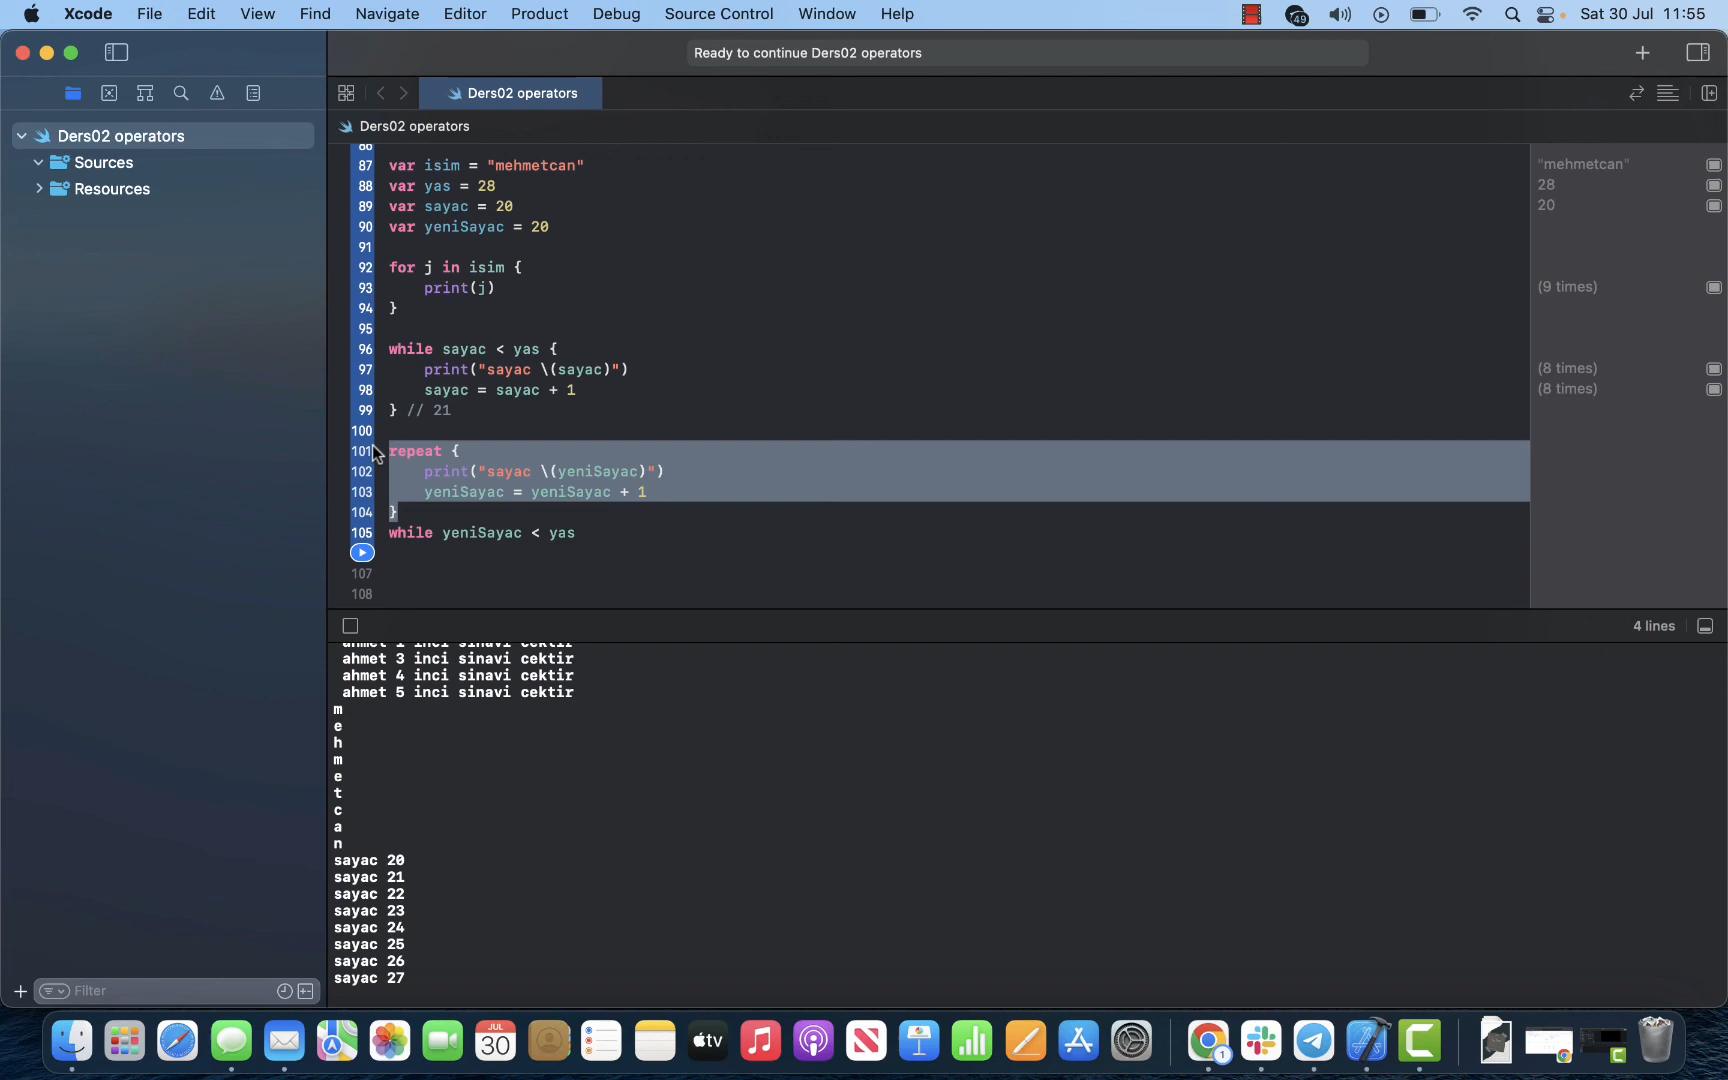 Xcode File Edit View Find Navigate Editor Product Debug Source Control Window Help 49 Sat 30 Jul 11:55
Ready to continue Ders02 operators
Ders02 operators
Ders02 operators
Ders02 operators
Sources
Resources
86
87 var isim = "mehmetcan" "mehmetcan"
88 var yas = 28 28
89 var sayac = 20 20
90 var yeniSayac = 20
91
92 for j in isim {
93 print(j) (9 times)
94 }
95
96 while sayac < yas {
97 print("sayac \(sayac)") (8 times)
98 sayac = sayac + 1 (8 times)
99 } // 21
100
101 repeat {
102 print("sayac \(yeniSayac)")
103 yeniSayac = yeniSayac + 1
104 }
105 while yeniSayac < yas
107
108
4 lines
ahmet 3 inci sinavi cektir
ahmet 4 inci sinavi cektir
ahmet 5 inci sinavi cektir
m
e
h
m
e
t
c
a
n
sayac 20
sayac 21
sayac 22
sayac 23
sayac 24
sayac 25
sayac 26
sayac 27
Filter
JUL
30
tv
1